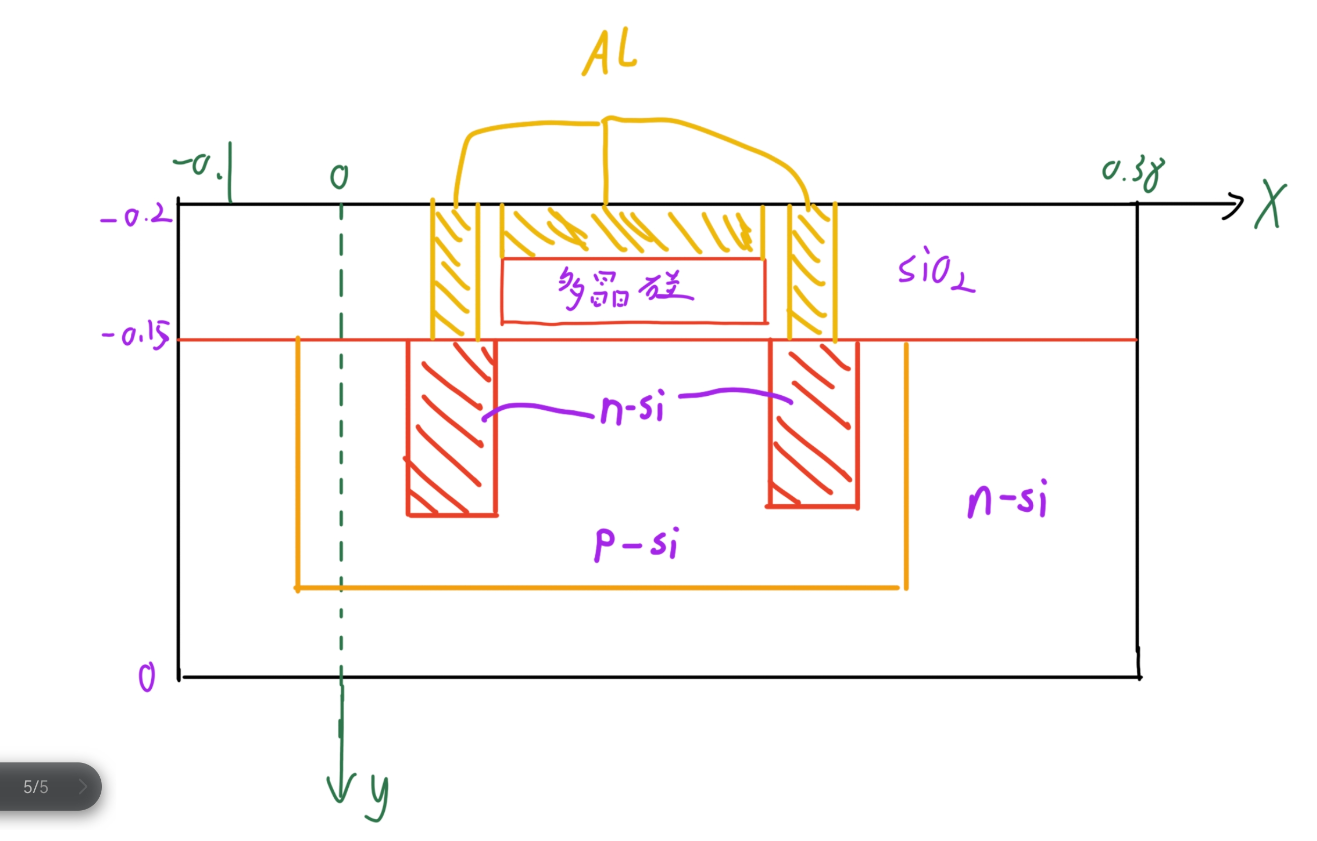 AL
-0.1
0
0.38
X
-0.2
SiO2
多晶硅
-0.15
n-si
n-si
P-si
0
y
5/5